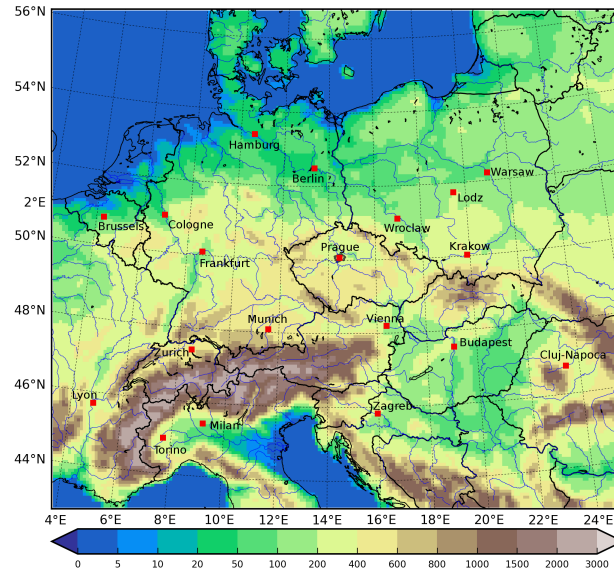 56°N
54°N
Hamburg
52°N
Berlin
Warsaw
Lodz
2°E
Brussels
Cologne
Wroclaw
50°N
Prague
Krakow
Frankfurt
48°N
Munich
Vienna
Zurich
Budapest
Cluj-Napoca
46°N
Lyon
Zagreb
Milan
44°N
Torino
4°E 6°E 8°E 10°E 12°E 14°E 16°E 18°E 20°E 22°E 24°E
0 5 10 20 50 100 200 400 600 800 1000 1500 2000 3000